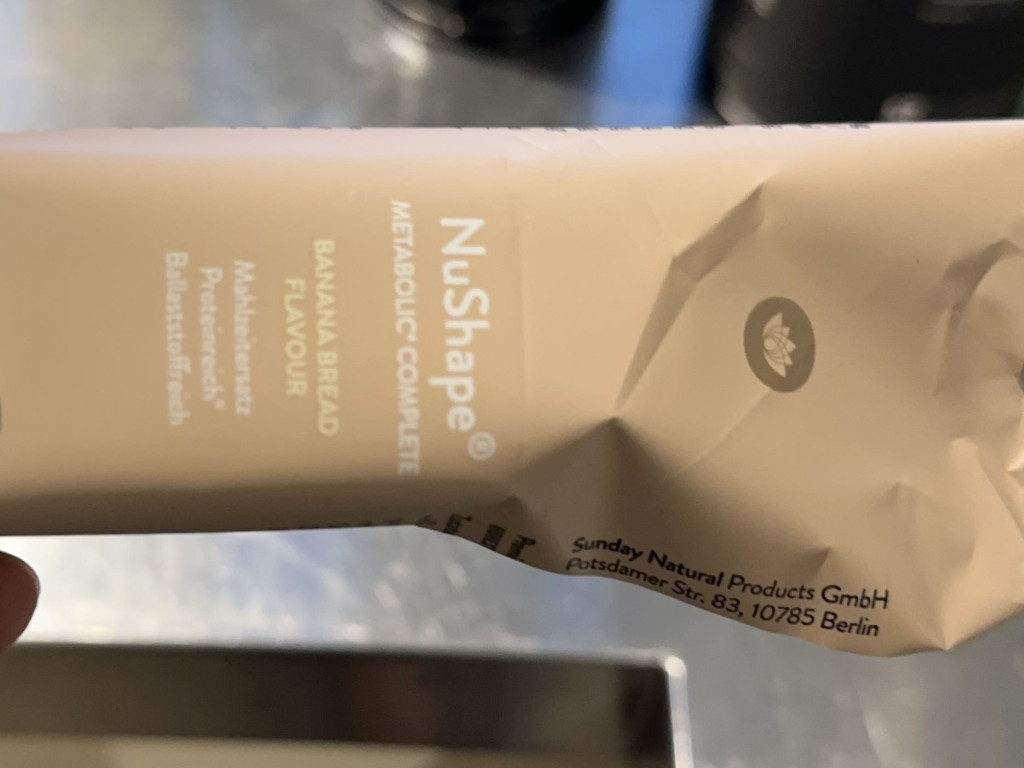 NuShape®
METABOLIC* COMPLETE
BANANA BREAD
FLAVOUR
Mahlzeitersatz
Proteinreich*
Ballaststoffreich
Sunday Natural Products GmbH
Potsdamer Str. 83, 10785 Berlin